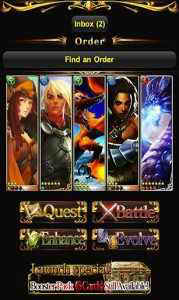 Inbox (2)
Order
Find an Order
Quest
Battle
Enhance
Evolve
Launch special
Booster Pack 6 Cards Still Available!